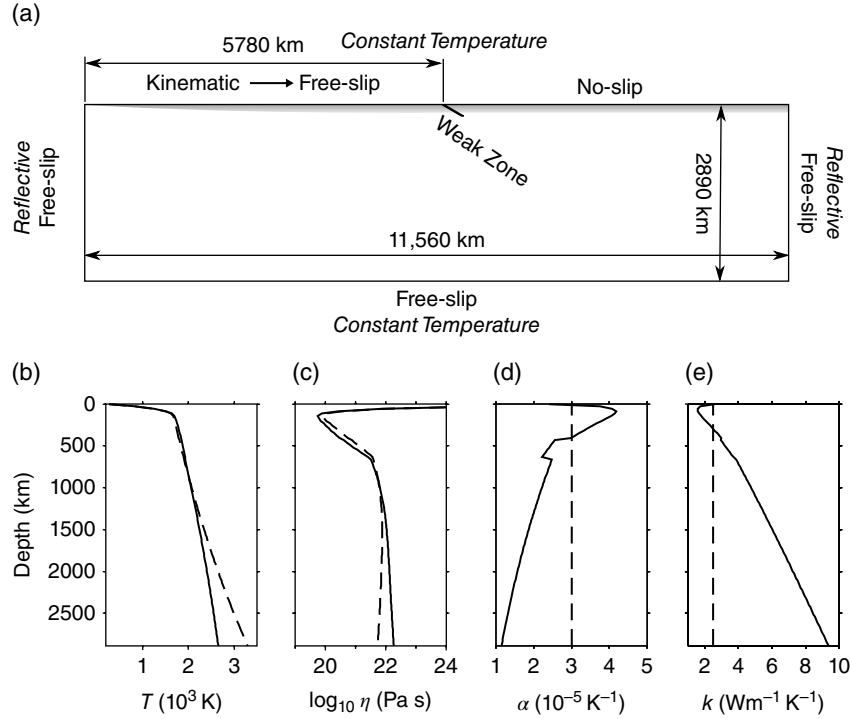 (a)
5780 km
Constant Temperature
Kinematic → Free-slip
No-slip
Weak Zone
Reflective
Free-slip
2890 km
Reflective
Free-slip
11,560 km
Free-slip
Constant Temperature
(b)
(c)
(d)
(e)
Depth (km)
0
500
1000
1500
2000
2500
1 2 3
T (10³ K)
20 22 24
log₁₀ η (Pa s)
1 2 3 4 5
α (10⁻⁵ K⁻¹)
2 4 6 8 10
k (Wm⁻¹ K⁻¹)